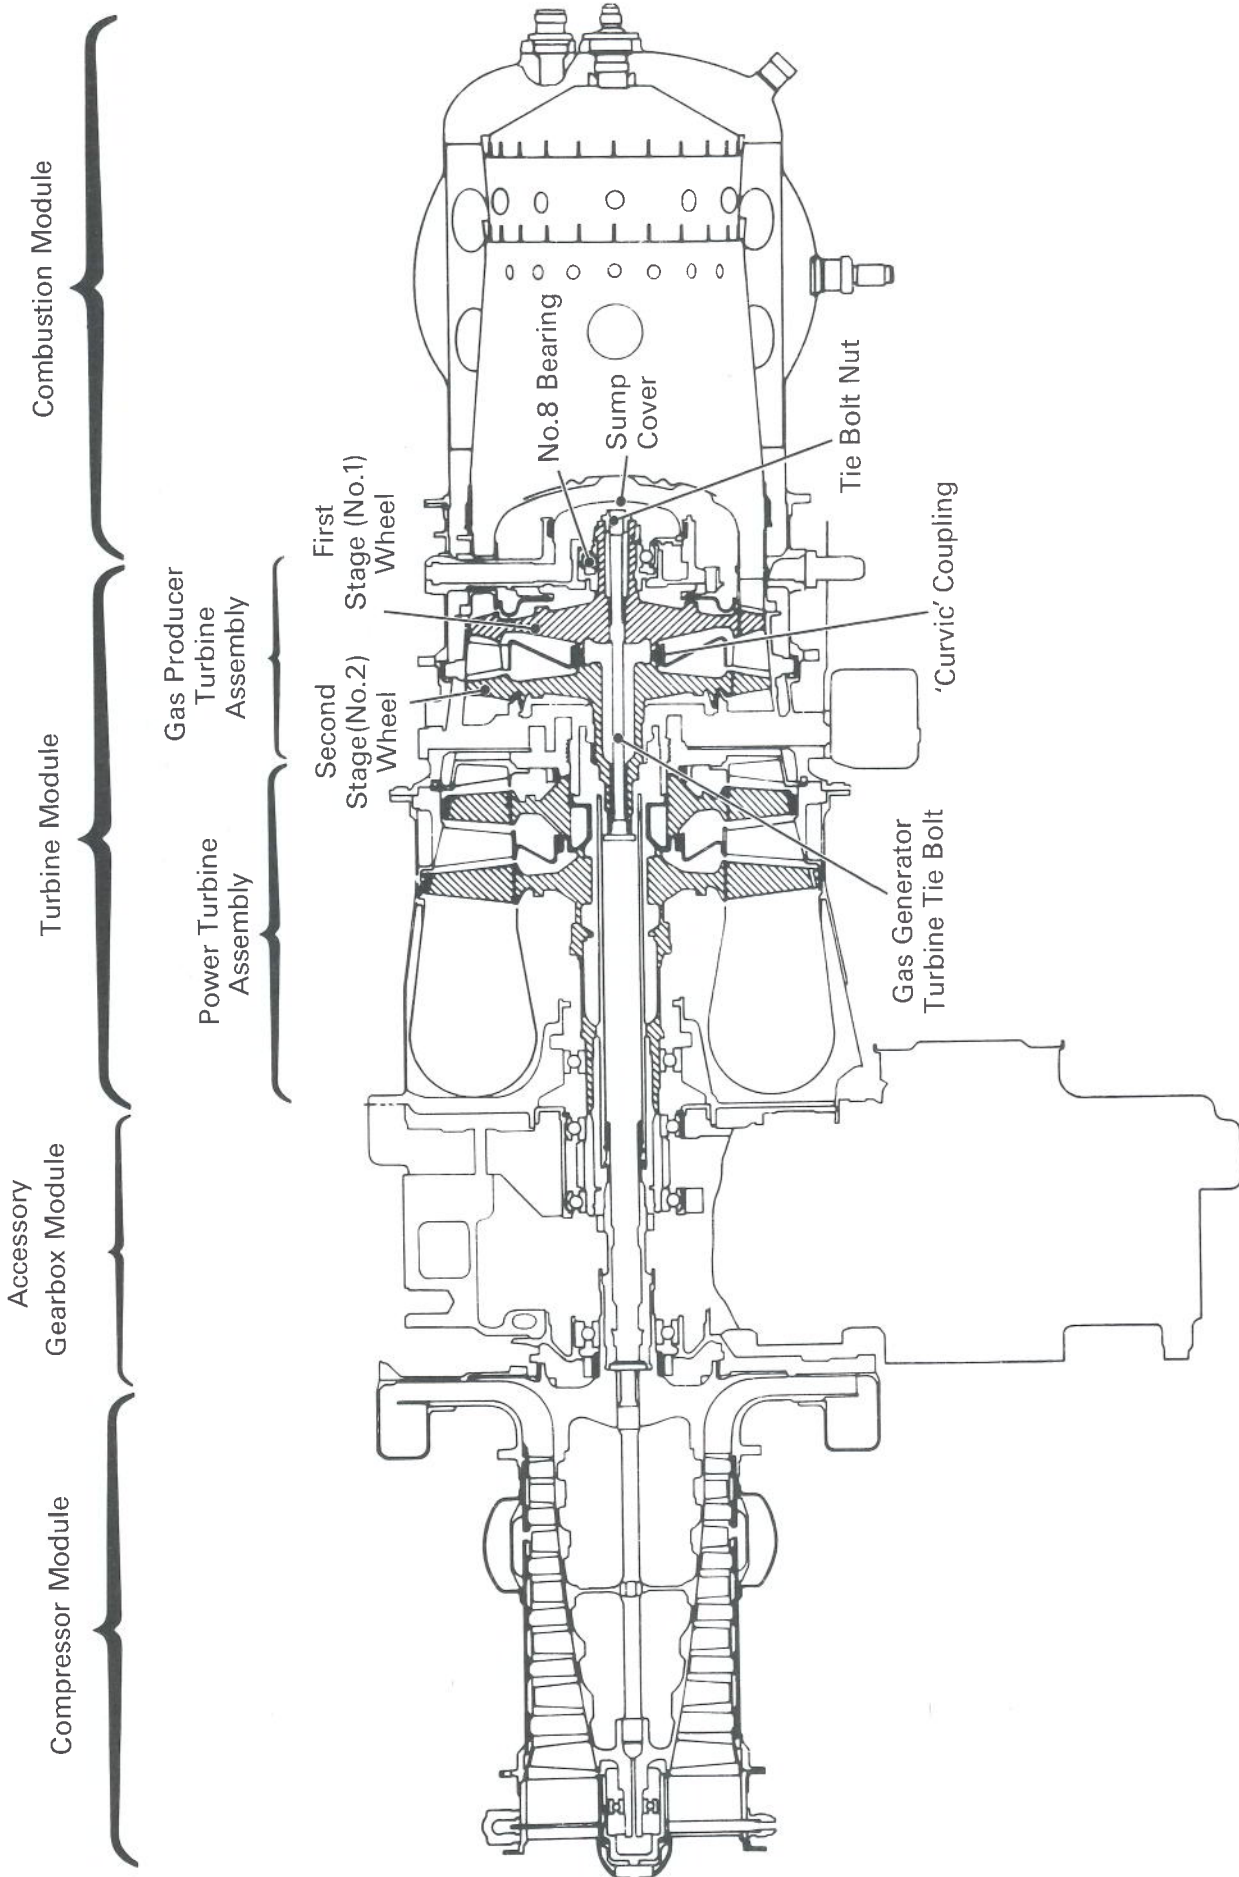 Compressor Module
Accessory
Gearbox Module
Turbine Module
Combustion Module
Power Turbine
Assembly
Gas Producer
Turbine
Assembly
Second
Stage(No.2)
Wheel
First
Stage (No.1)
Wheel
No.8 Bearing
Sump
Cover
Tie Bolt Nut
'Curvic' Coupling
Gas Generator
Turbine Tie Bolt